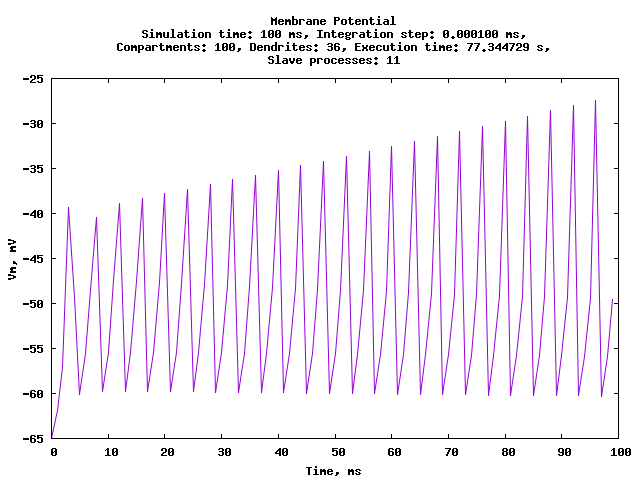 Membrane Potential
Simulation time: 100 ms, Integration step: 0.000100 ms,
Compartments: 100, Dendrites: 36, Execution time: 77.344729 s,
Slave processes: 11
-25
-30
-35
-40
-45
-50
-55
-60
-65
Vm, mV
0 10 20 30 40 50 60 70 80 90 100
Time, ms